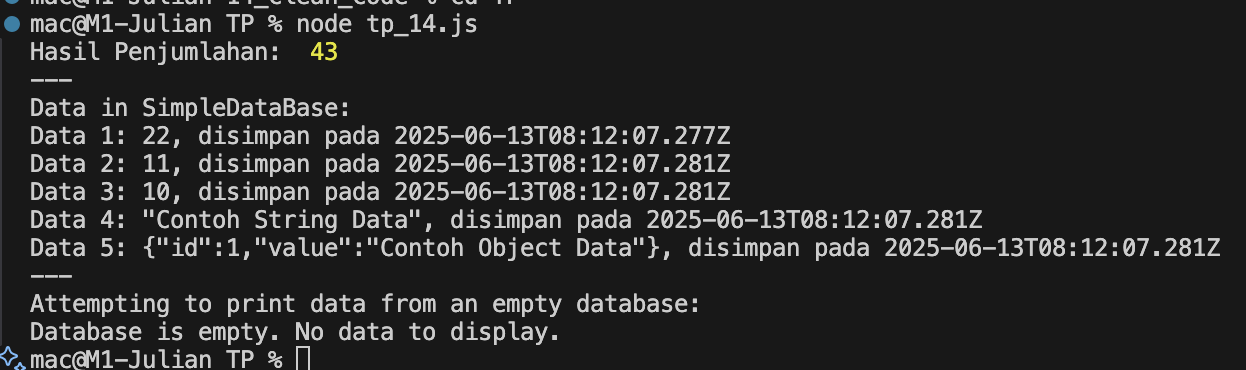 mac@M1-Julian TP % node tp_14.js
Hasil Penjumlahan:  43
---
Data in SimpleDataBase:
Data 1: 22, disimpan pada 2025-06-13T08:12:07.277Z
Data 2: 11, disimpan pada 2025-06-13T08:12:07.281Z
Data 3: 10, disimpan pada 2025-06-13T08:12:07.281Z
Data 4: "Contoh String Data", disimpan pada 2025-06-13T08:12:07.281Z
Data 5: {"id":1,"value":"Contoh Object Data"}, disimpan pada 2025-06-13T08:12:07.281Z
---
Attempting to print data from an empty database:
Database is empty. No data to display.
mac@M1-Julian TP %